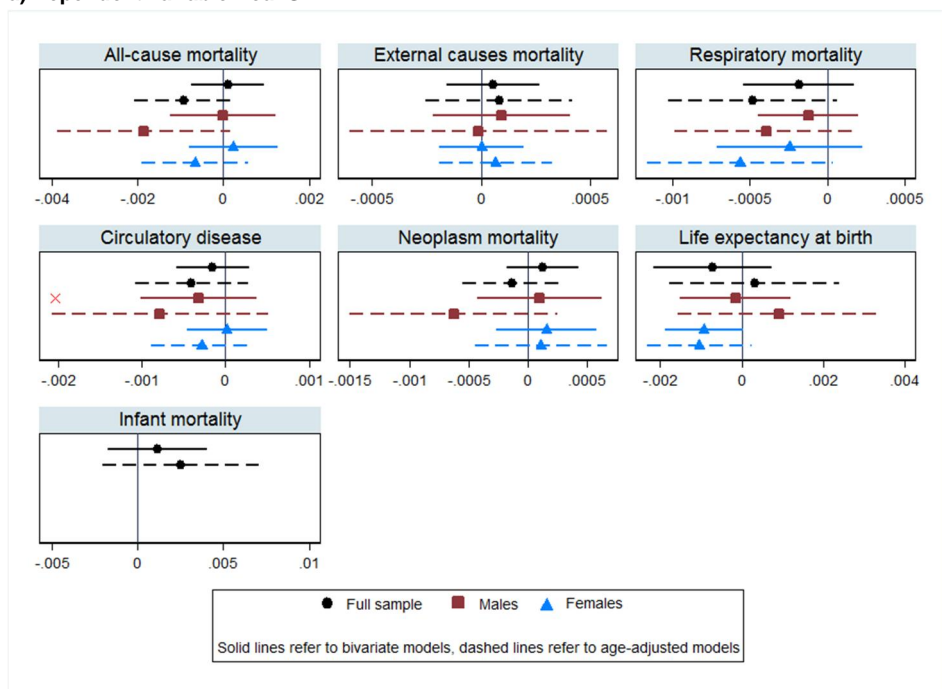 All-cause mortality
External causes mortality
Respiratory mortality
-.004 -.002 0 .002
-.0005 0 .0005
-.001 -.0005 0 .0005
Circulatory disease
Neoplasm mortality
Life expectancy at birth
-.002 -.001 0 .001
-.0015 -.001 -.0005 0 .0005
-.002 0 .002 .004
Infant mortality
-.005 0 .005 .01
Full sample Males Females
Solid lines refer to bivariate models, dashed lines refer to age-adjusted models